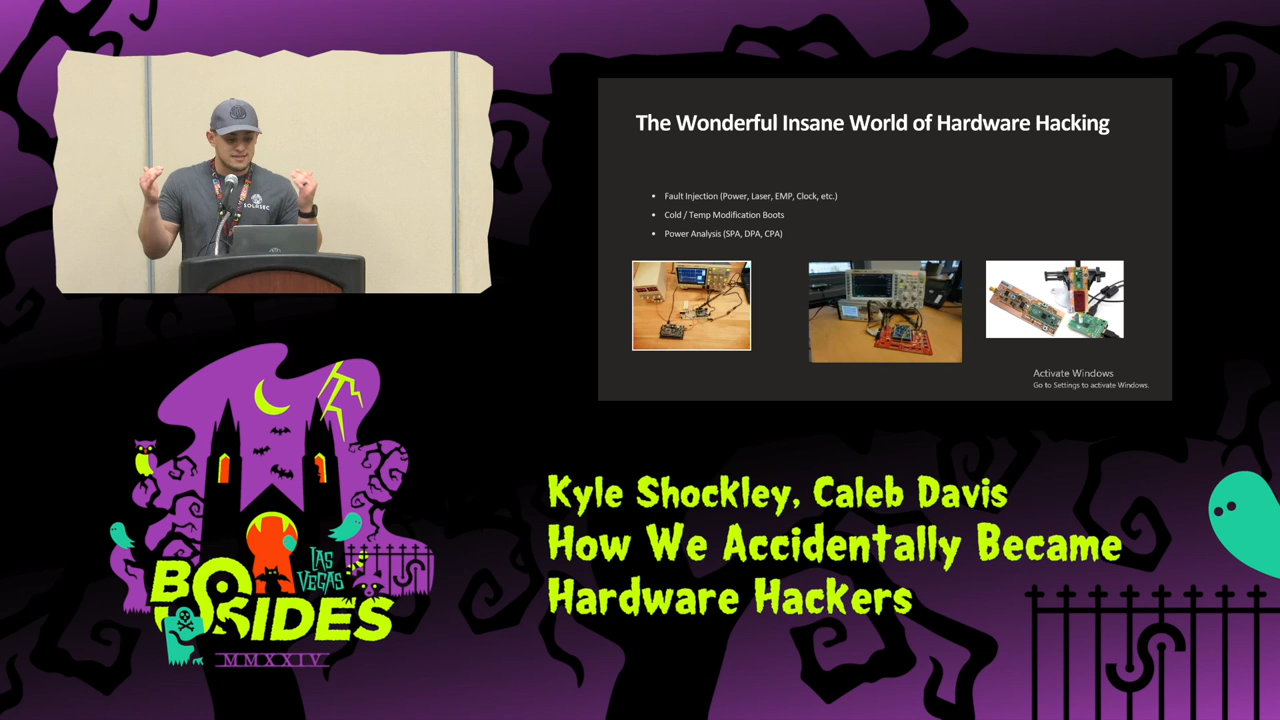 SOLASEC
The Wonderful Insane World of Hardware Hacking
• Fault Injection (Power, Laser, EMP, Clock, etc.)
• Cold / Temp Modification Boots
• Power Analysis (SPA, DPA, CPA)
Activate Windows
Go to Settings to activate Windows.
LAS
VEGAS
BSIDES
MMXXIV
Kyle Shockley, Caleb Davis
How We Accidentally Became
Hardware Hackers